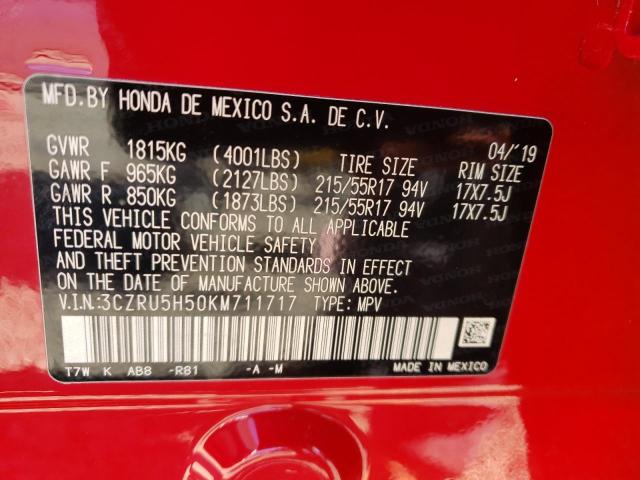 MFD.BY HONDA DE MEXICO S.A. DE C.V.
04/'19
GVWR 1815KG (4001LBS) TIRE SIZE RIM SIZE
GAWR F 965KG (2127LBS) 215/55R17 94V 17X7.5J
GAWR R 850KG (1873LBS) 215/55R17 94V 17X7.5J
THIS VEHICLE CONFORMS TO ALL APPLICABLE
FEDERAL MOTOR VEHICLE SAFETY
AND THEFT PREVENTION STANDARDS IN EFFECT
ON THE DATE OF MANUFACTURE SHOWN ABOVE.
V.I.N:3CZRU5H50KM711717 TYPE: MPV
T7W K AB8 -R81 -A -M MADE IN MEXICO